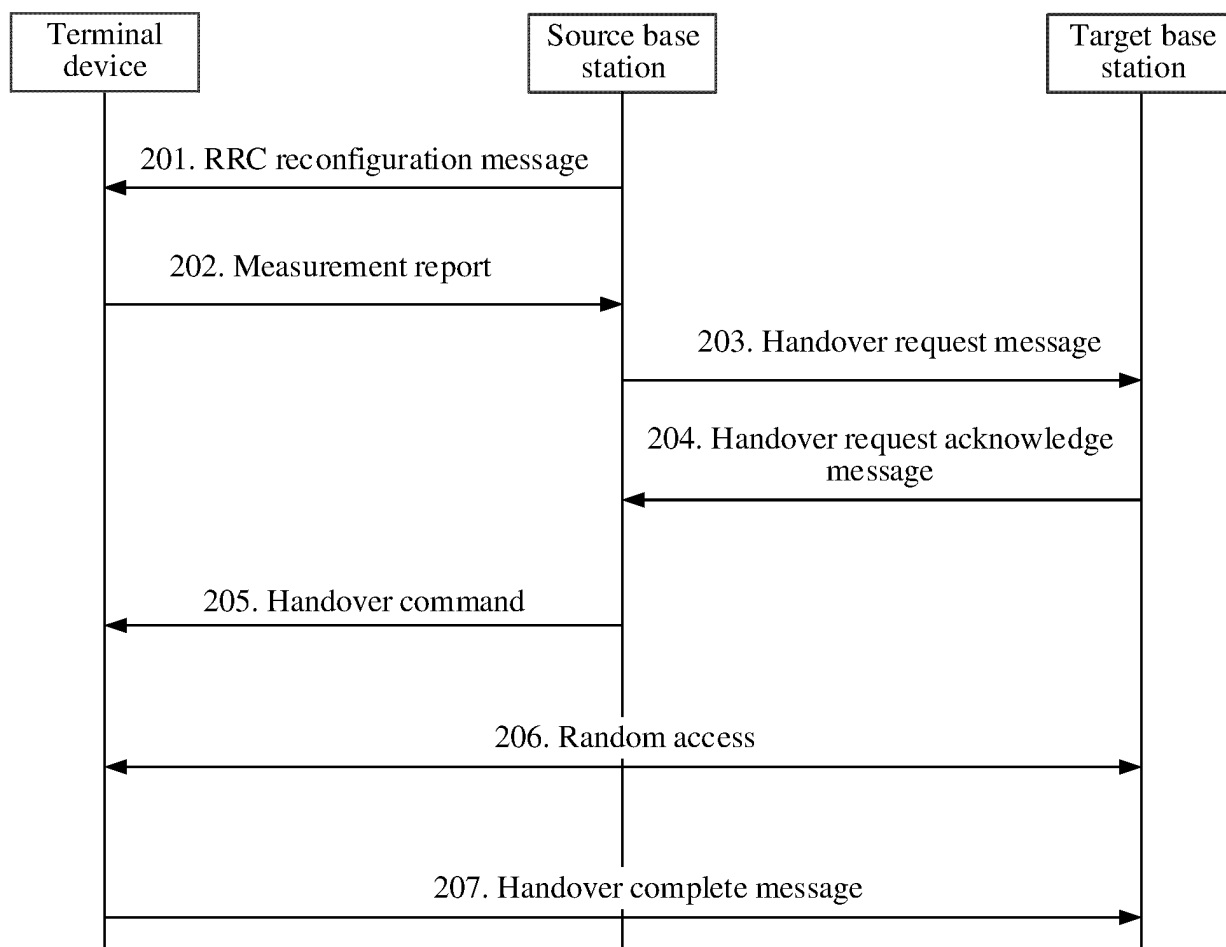 Terminal
device
Source base
station
Target base
station
201. RRC reconfiguration message
202. Measurement report
203. Handover request message
204. Handover request acknowledge
message
205. Handover command
206. Random access
207. Handover complete message